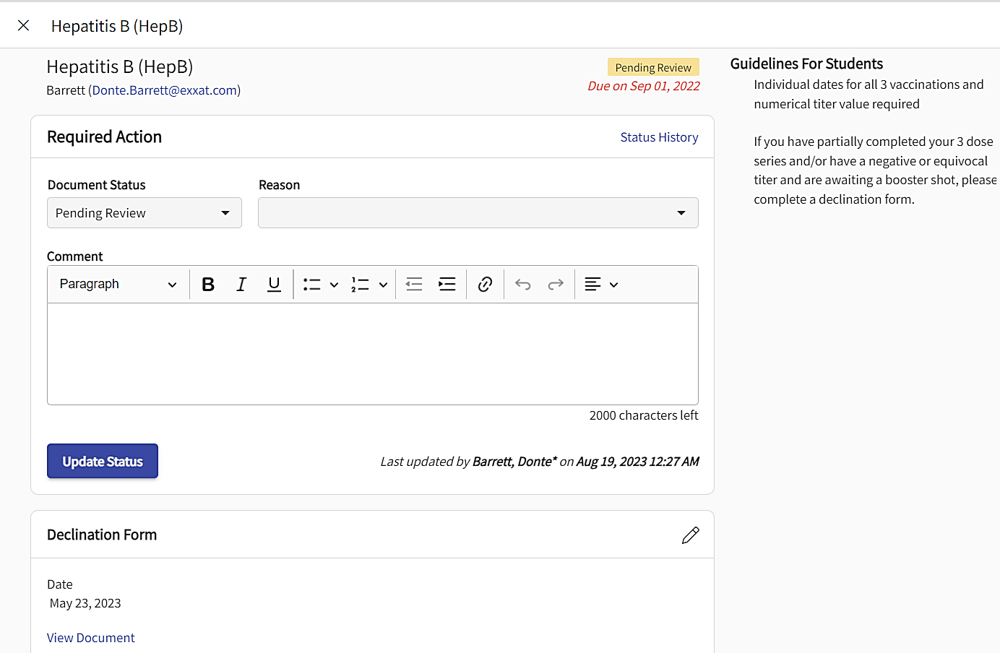 Hepatitis B (HepB)
Hepatitis B (HepB)
Barrett (Donte.Barrett@exxat.com)
Pending Review
Due on Sep 01, 2022
Required Action
Status History
Document Status
Reason
Pending Review
Comment
Paragraph
B I U
1
2
2000 characters left
Update Status
Last updated by Barrett, Donte* on Aug 19, 2023 12:27 AM
Declination Form
Date
May 23, 2023
View Document
Guidelines For Students
Individual dates for all 3 vaccinations and
numerical titer value required
If you have partially completed your 3 dose
series and/or have a negative or equivocal
titer and are awaiting a booster shot, please
complete a declination form.